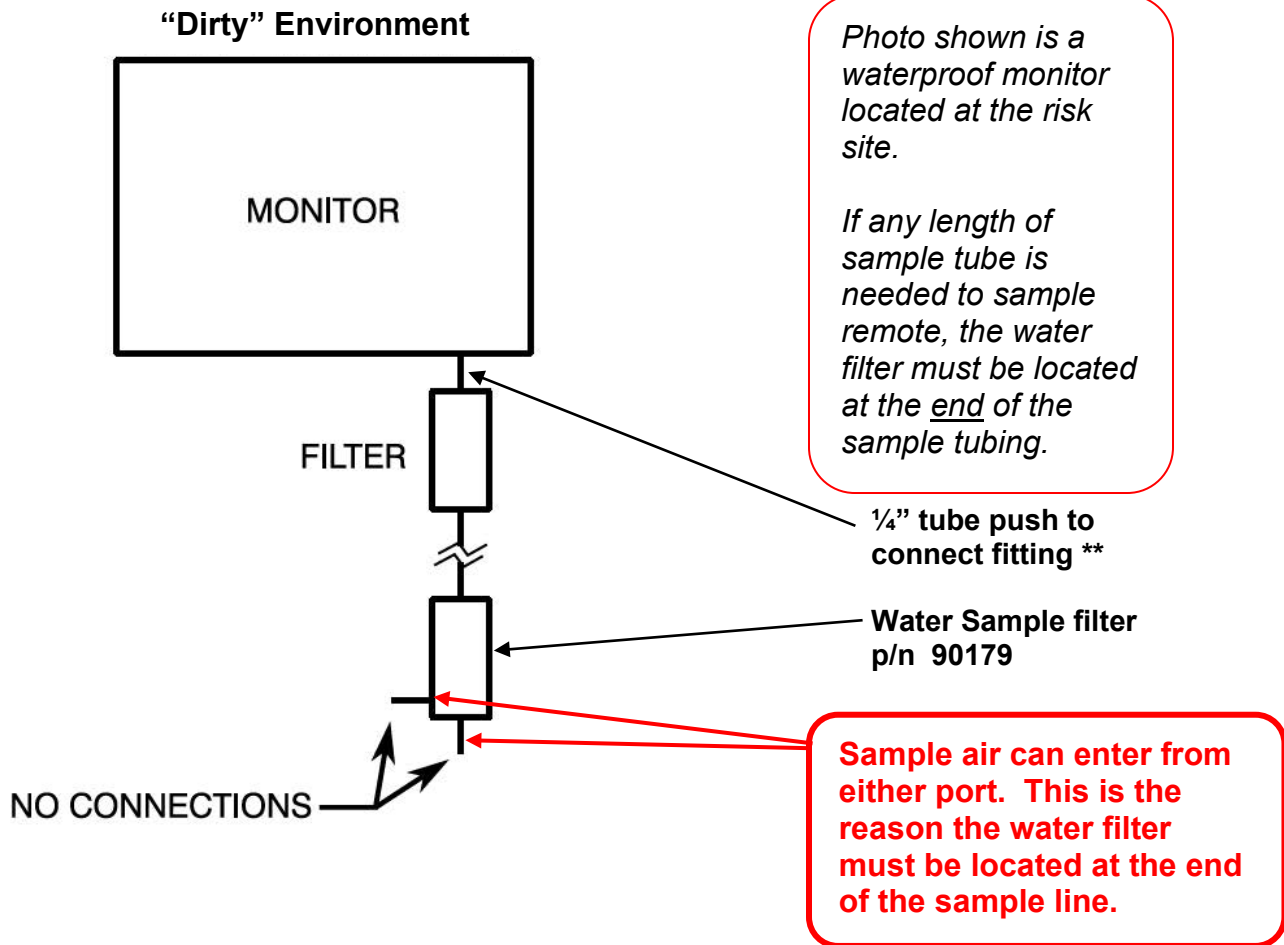 “Dirty” Environment
MONITOR
FILTER
NO CONNECTIONS
Photo shown is a
waterproof monitor
located at the risk
site.
If any length of
sample tube is
needed to sample
remote, the water
filter must be located
at the end of the
sample tubing.
¼” tube push to
connect fitting **
Water Sample filter
p/n 90179
Sample air can enter from
either port. This is the
reason the water filter
must be located at the end
of the sample line.